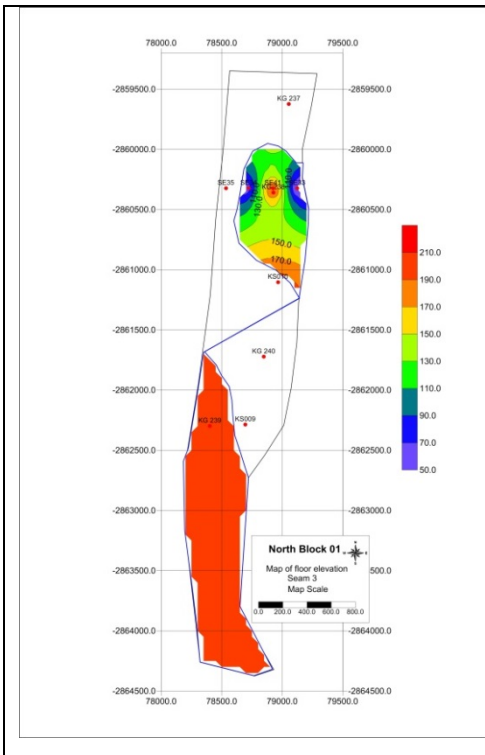 78000.0 78500.0 79000.0 79500.0
-2859500.0 -2859500.0
KG 237
-2860000.0 -2860000.0
SE35
130.0
-2860500.0 -2860500.0
150.0
-2861000.0 170.0 -2861000.0
-2861500.0 -2861500.0
KG 240
-2862000.0 -2862000.0
KS009
-2862500.0 -2862500.0
-2863000.0 -2863000.0
-2863500.0 -2863500.0
-2864000.0 -2864000.0
-2864500.0 -2864500.0
78000.0 78500.0 79000.0 79500.0
210.0
190.0
170.0
150.0
130.0
110.0
90.0
70.0
50.0
North Block 01
Map of floor elevation
Seam 3
Map Scale
0.0 200.0 400.0 600.0 800.0